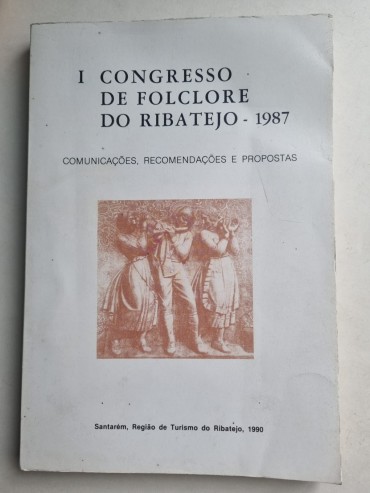 I CONGRESSO
DE FOLCLORE
DO RIBATEJO - 1987
COMUNICAÇÕES, RECOMENDAÇÕES E PROPOSTAS
Santarém, Região de Turismo do Ribatejo, 1990